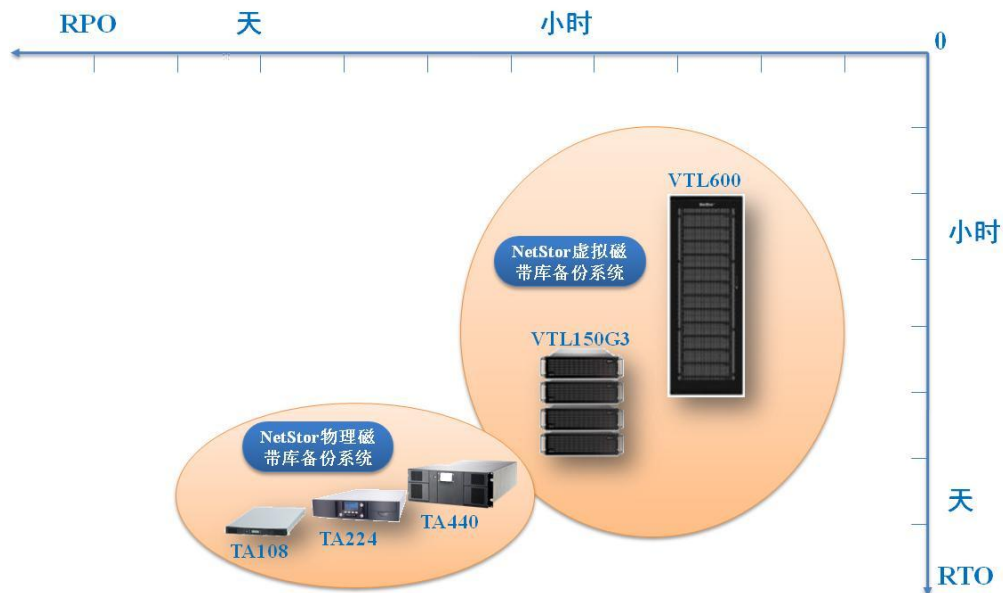 RPO 天 小时 0
VTL600
小时
NetStor虚拟磁
带库备份系统
VTL150G3
NetStor物理磁
带库备份系统
TA440
天
TA224
TA108
RTO